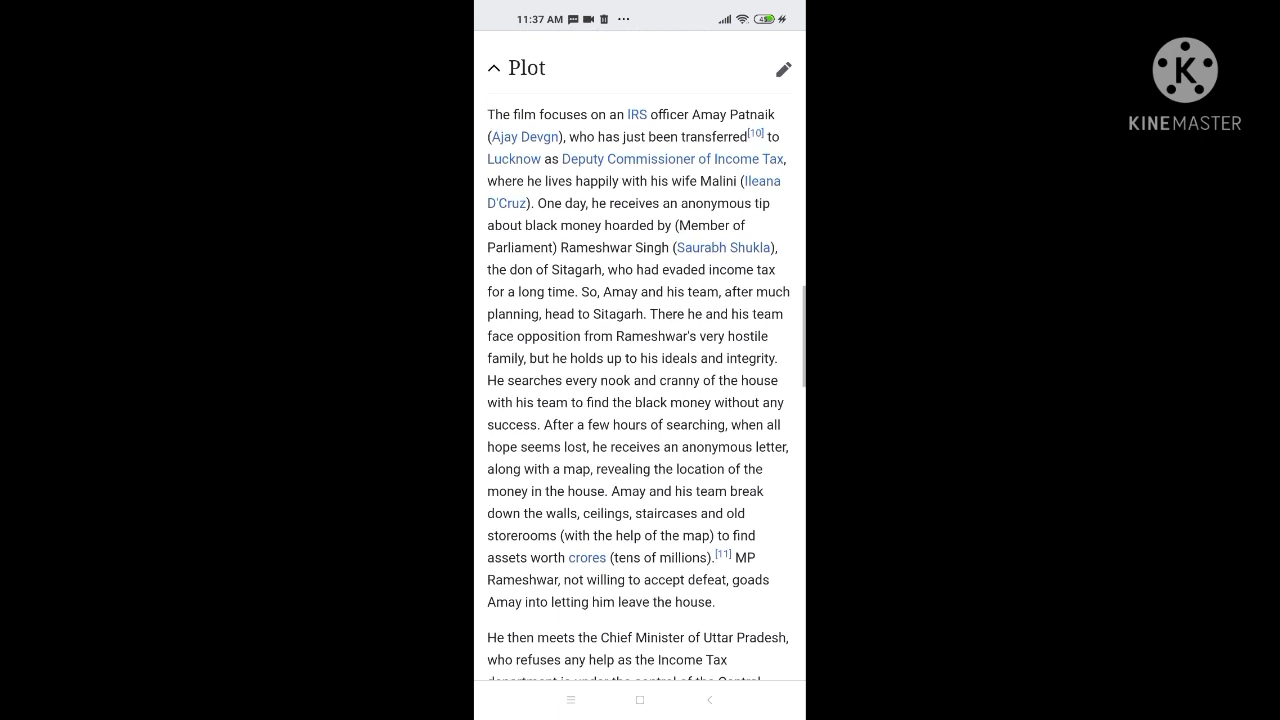 11:37 AM
45
Plot
The film focuses on an IRS officer Amay Patnaik
(Ajay Devgn), who has just been transferred[10] to
Lucknow as Deputy Commissioner of Income Tax,
where he lives happily with his wife Malini (Ileana
D'Cruz). One day, he receives an anonymous tip
about black money hoarded by (Member of
Parliament) Rameshwar Singh (Saurabh Shukla),
the don of Sitagarh, who had evaded income tax
for a long time. So, Amay and his team, after much
planning, head to Sitagarh. There he and his team
face opposition from Rameshwar's very hostile
family, but he holds up to his ideals and integrity.
He searches every nook and cranny of the house
with his team to find the black money without any
success. After a few hours of searching, when all
hope seems lost, he receives an anonymous letter,
along with a map, revealing the location of the
money in the house. Amay and his team break
down the walls, ceilings, staircases and old
storerooms (with the help of the map) to find
assets worth crores (tens of millions).[11] MP
Rameshwar, not willing to accept defeat, goads
Amay into letting him leave the house.
He then meets the Chief Minister of Uttar Pradesh,
who refuses any help as the Income Tax
department is under the control of the Central
K
KINEMASTER